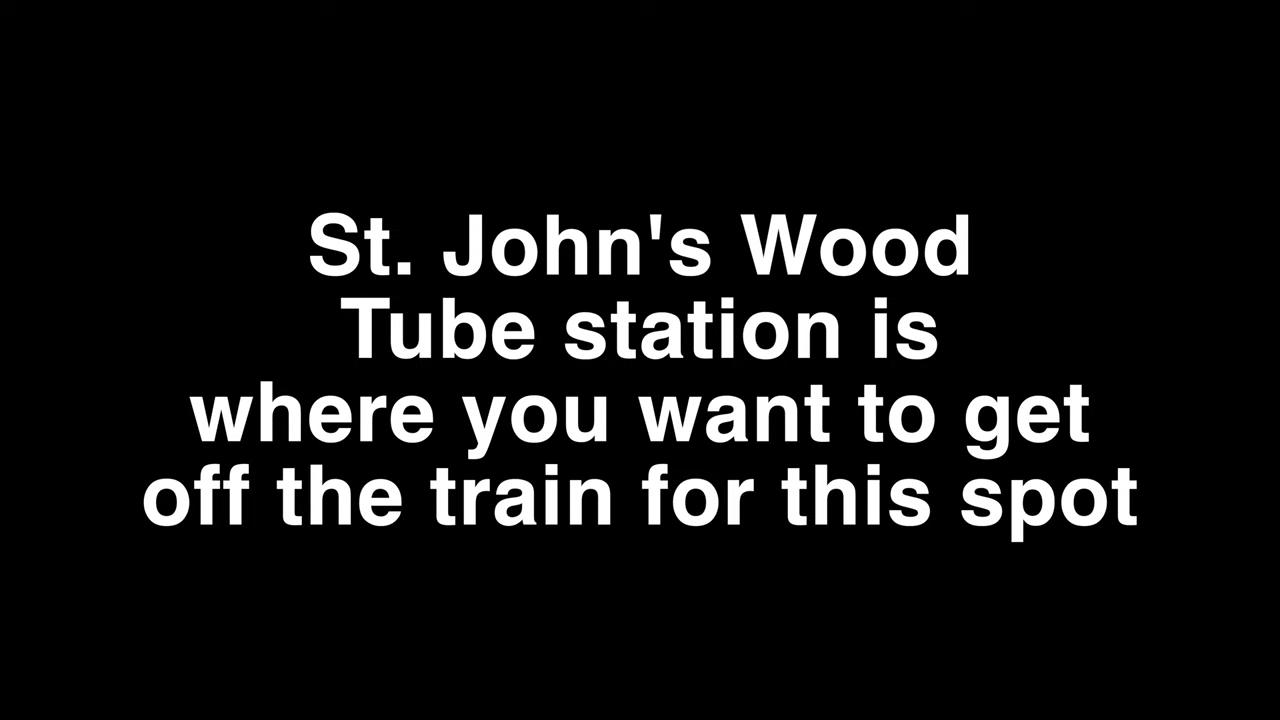 St. John's Wood
Tube station is
where you want to get
off the train for this spot